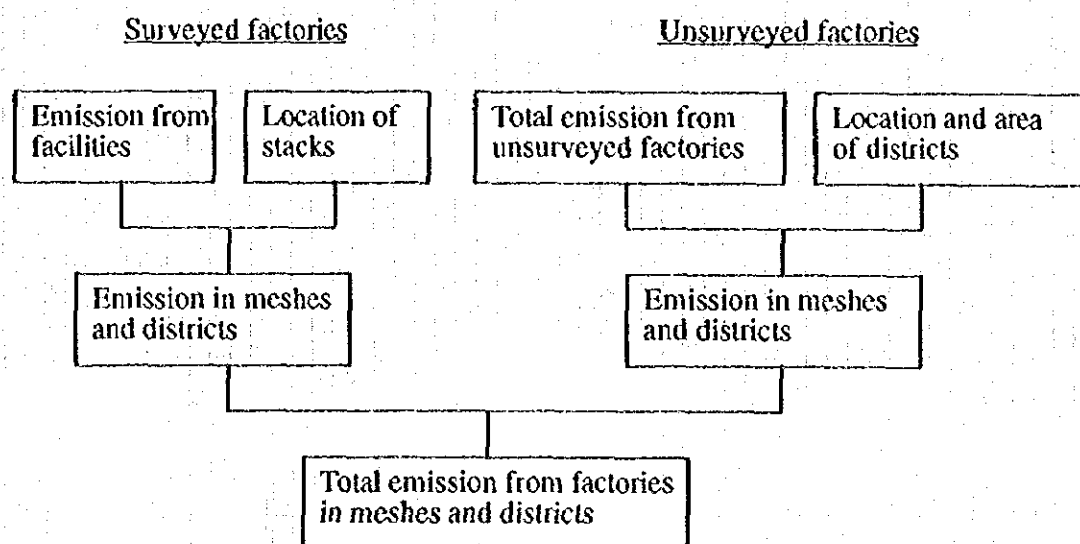 Surveyed factories
Unsurveyed factories
Emission from
facilities
Location of
stacks
Total emission from
unsurveyed factories
Location and area
of districts
Emission in meshes
and districts
Emission in meshes
and districts
Total emission from factories
in meshes and districts